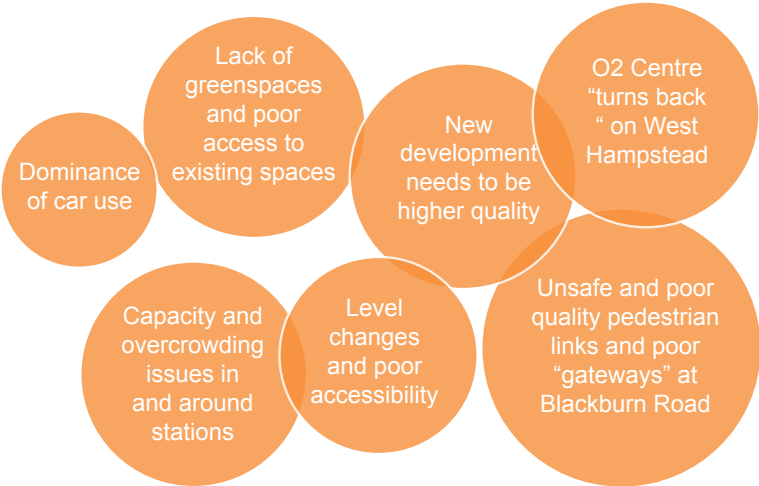 Dominance
of car use
Lack of
greenspaces
and poor
access to
existing spaces
New
development
needs to be
higher quality
O2 Centre
“turns back
“ on West
Hampstead
Capacity and
overcrowding
issues in
and around
stations
Level
changes
and poor
accessibility
Unsafe and poor
quality pedestrian
links and poor
“gateways” at
Blackburn Road